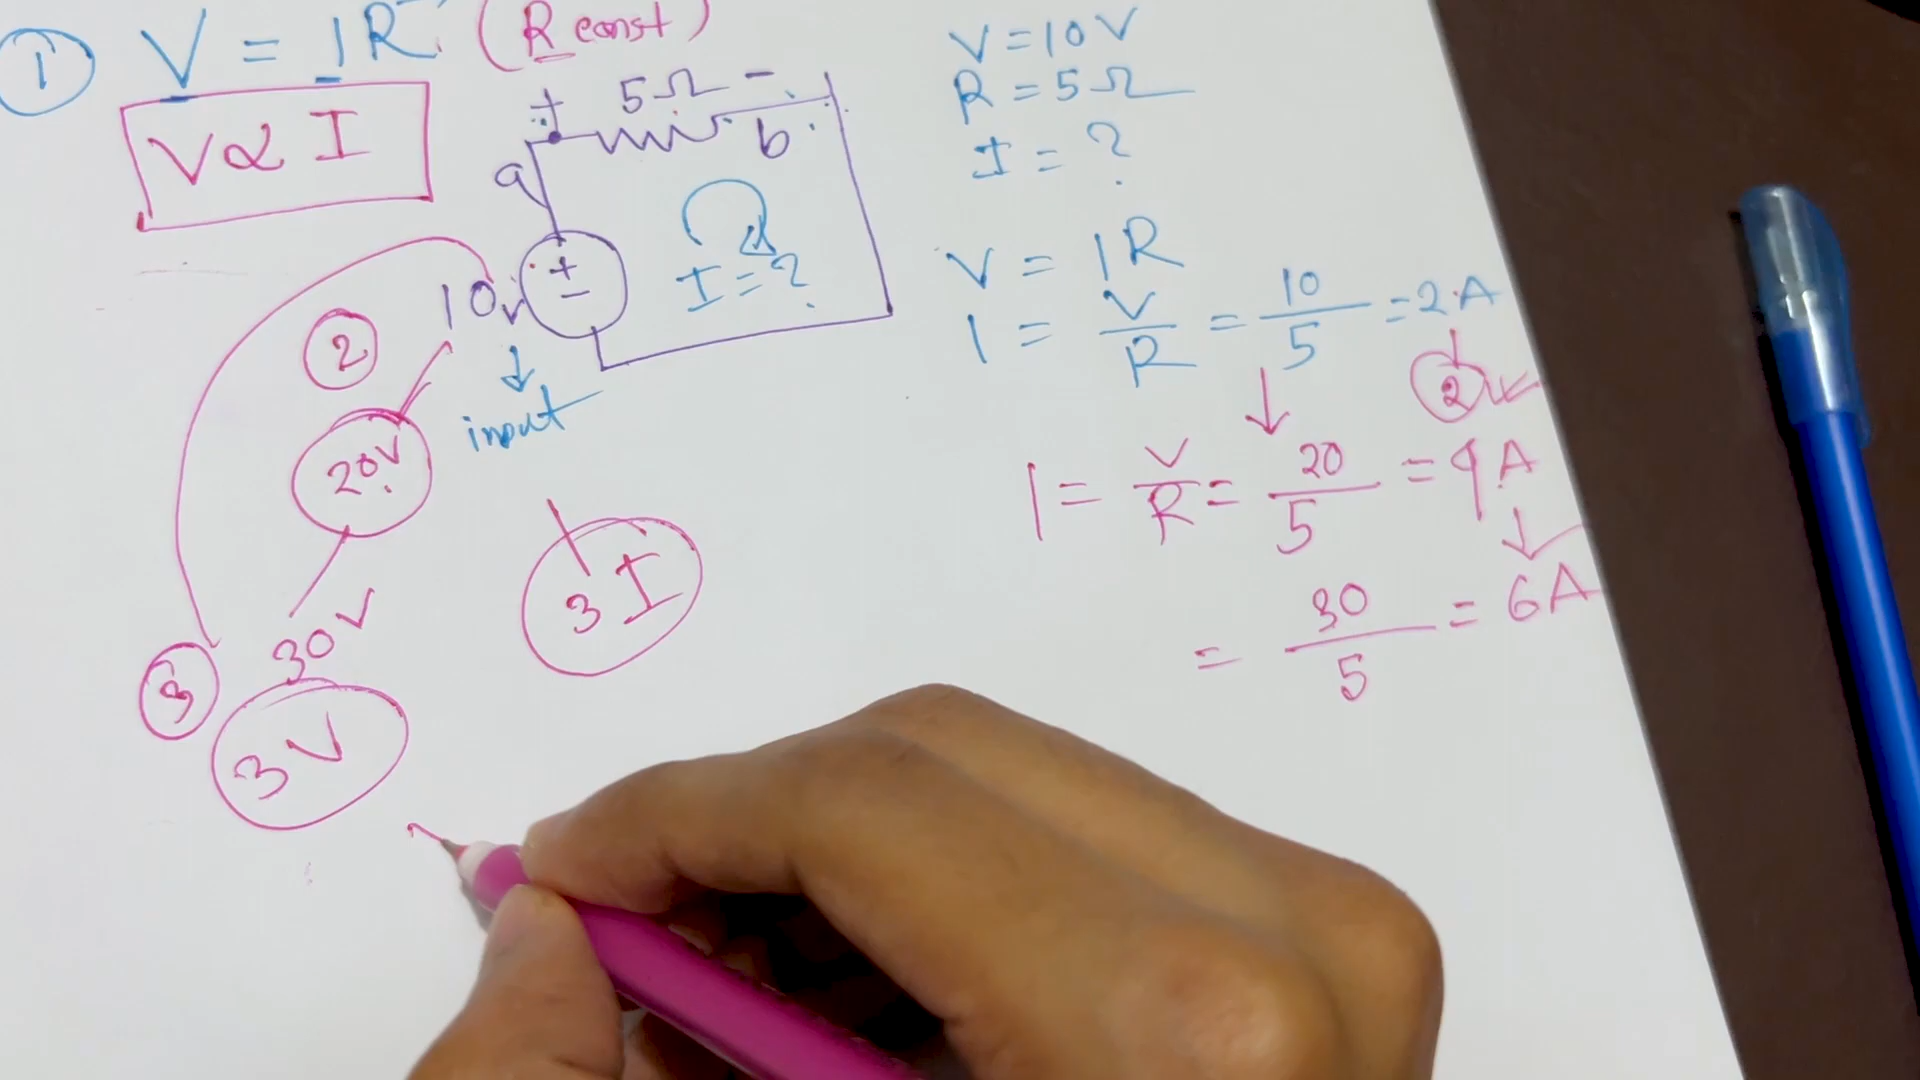 ① V = IR (R const)
V ∝ I
5Ω
+ -
a b
+
-
10V
I = ?
↓
input
②
20V
30V
③
3V
3I
V = 10V
R = 5Ω
I = ?
V = IR
I = V/R = 10/5 = 2A
②
I = V/R = 20/5 = 4A
= 30/5 = 6A